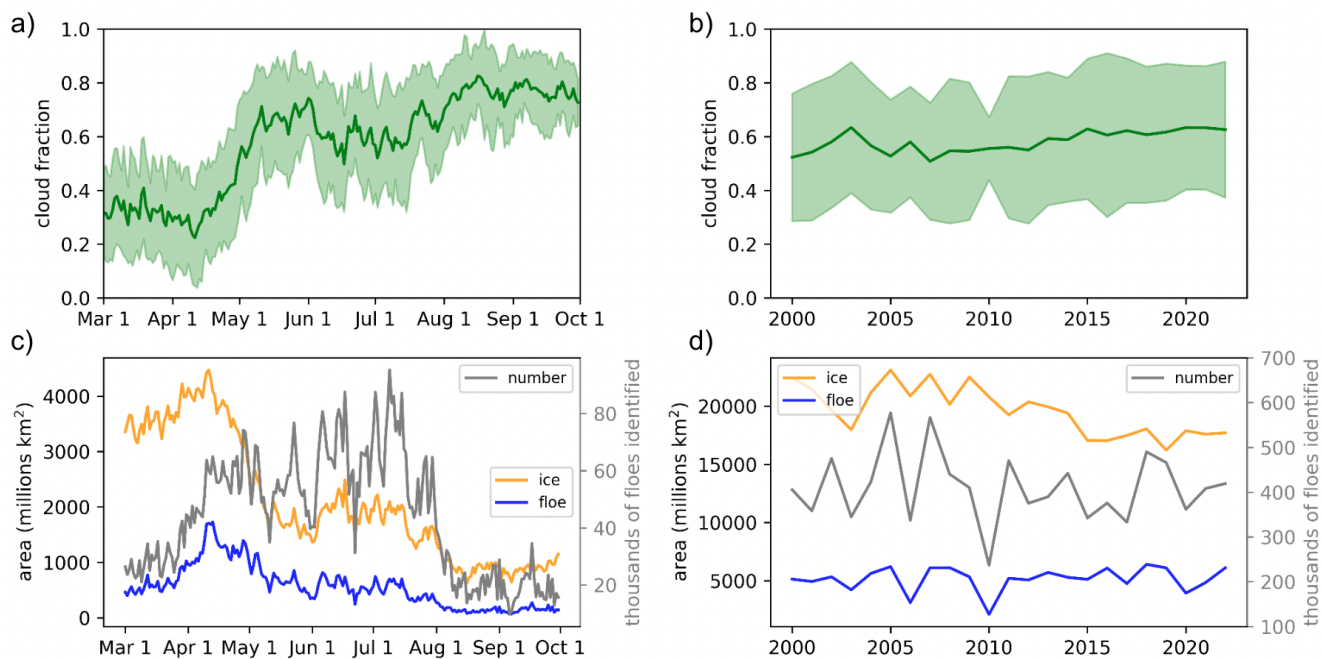 a)
1.0
0.8
0.6
0.4
0.2
0.0
cloud fraction
Mar 1 Apr 1 May 1 Jun 1 Jul 1 Aug 1 Sep 1 Oct 1
b)
1.0
0.8
0.6
0.4
0.2
0.0
cloud fraction
2000 2005 2010 2015 2020
c)
4000
3000
2000
1000
0
area (millions km²)
number
ice
floe
80
60
40
20
thousands of floes identified
Mar 1 Apr 1 May 1 Jun 1 Jul 1 Aug 1 Sep 1 Oct 1
d)
20000
15000
10000
5000
area (millions km²)
ice
floe
number
700
600
500
400
300
200
100
thousands of floes identified
2000 2005 2010 2015 2020